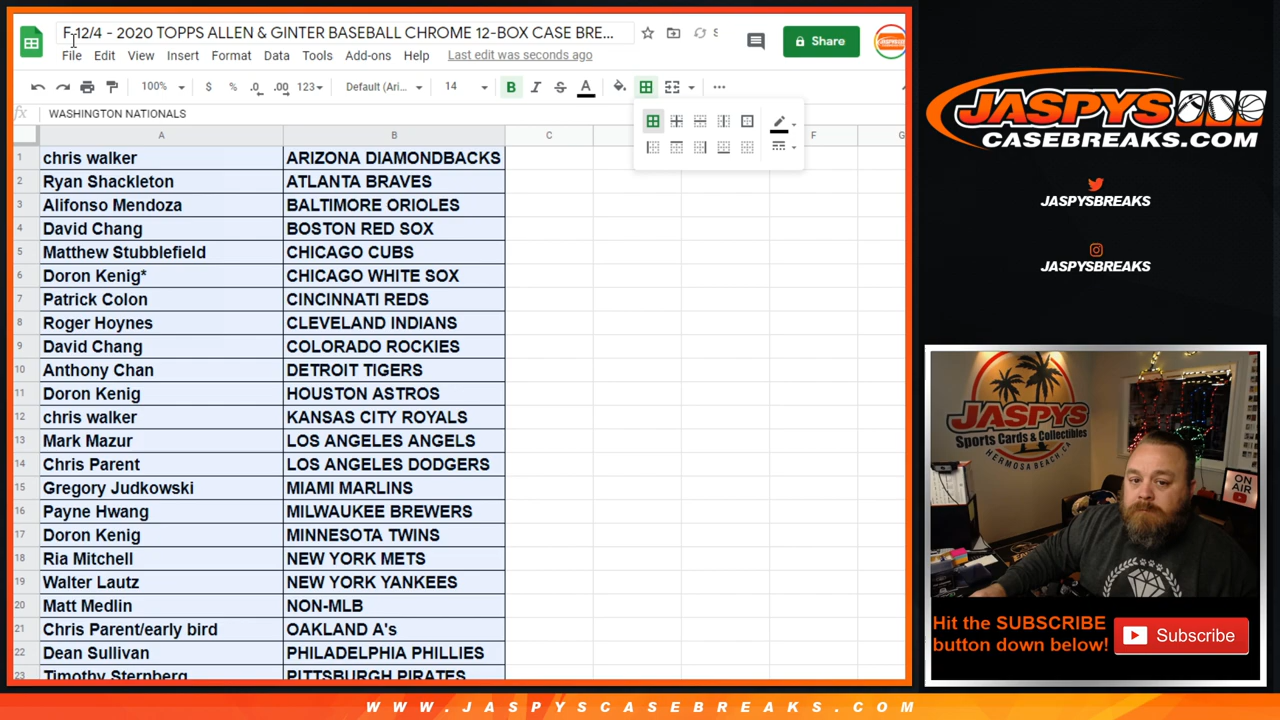 F 12/4 - 2020 TOPPS ALLEN & GINTER BASEBALL CHROME 12-BOX CASE BRE...
Share
File Edit View Insert Format Data Tools Add-ons Help Last edit was seconds ago
100% $ % .0 .00 123 Default (Ari... 14 B I S A
fx WASHINGTON NATIONALS
A B C F G
1 chris walker ARIZONA DIAMONDBACKS
2 Ryan Shackleton ATLANTA BRAVES
3 Alifonso Mendoza BALTIMORE ORIOLES
4 David Chang BOSTON RED SOX
5 Matthew Stubblefield CHICAGO CUBS
6 Doron Kenig* CHICAGO WHITE SOX
7 Patrick Colon CINCINNATI REDS
8 Roger Hoynes CLEVELAND INDIANS
9 David Chang COLORADO ROCKIES
10 Anthony Chan DETROIT TIGERS
11 Doron Kenig HOUSTON ASTROS
12 chris walker KANSAS CITY ROYALS
13 Mark Mazur LOS ANGELES ANGELS
14 Chris Parent LOS ANGELES DODGERS
15 Gregory Judkowski MIAMI MARLINS
16 Payne Hwang MILWAUKEE BREWERS
17 Doron Kenig MINNESOTA TWINS
18 Ria Mitchell NEW YORK METS
19 Walter Lautz NEW YORK YANKEES
20 Matt Medlin NON-MLB
21 Chris Parent/early bird OAKLAND A's
22 Dean Sullivan PHILADELPHIA PHILLIES
23 Timothy Sternberg PITTSBURGH PIRATES
JASPYS
CASEBREAKS.COM
JASPYSBREAKS
JASPYSBREAKS
JASPYS
Sports Cards & Collectibles
HERMOSA BEACH, CA
ON AIR
Hit the SUBSCRIBE
button down below!
Subscribe
WWW.JASPYSCASEBREAKS.COM